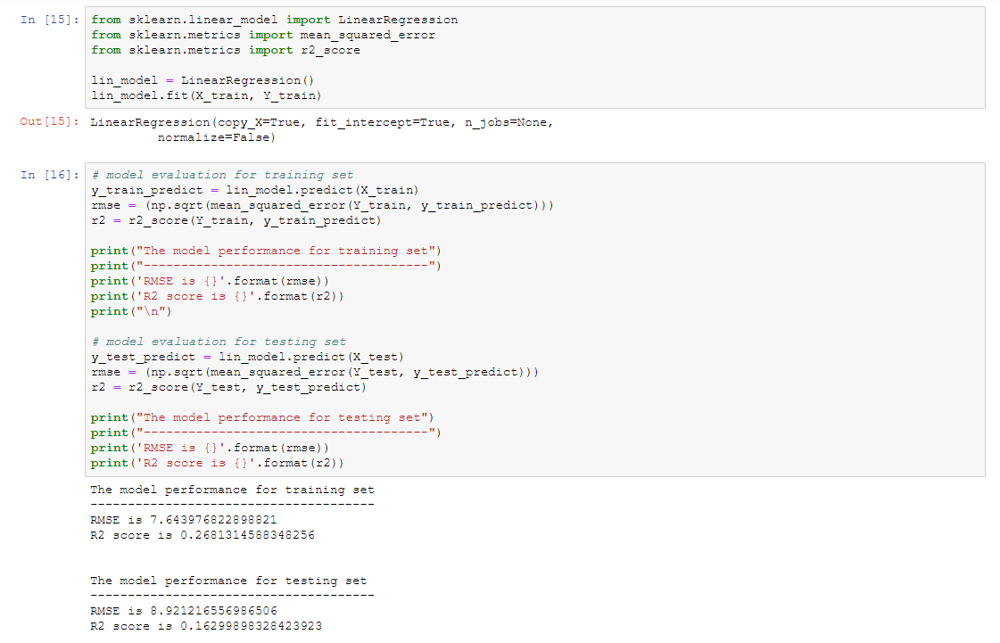 In [15]: from sklearn.linear_model import LinearRegression
from sklearn.metrics import mean_squared_error
from sklearn.metrics import r2_score
lin_model = LinearRegression()
lin_model.fit(X_train, Y_train)
Out[15]: LinearRegression(copy_X=True, fit_intercept=True, n_jobs=None,
normalize=False)
In [16]: # model evaluation for training set
y_train_predict = lin_model.predict(X_train)
rmse = (np.sqrt(mean_squared_error(Y_train, y_train_predict)))
r2 = r2_score(Y_train, y_train_predict)
print("The model performance for training set")
print("--------------------------------------")
print('RMSE is {}'.format(rmse))
print('R2 score is {}'.format(r2))
print("\n")
# model evaluation for testing set
y_test_predict = lin_model.predict(X_test)
rmse = (np.sqrt(mean_squared_error(Y_test, y_test_predict)))
r2 = r2_score(Y_test, y_test_predict)
print("The model performance for testing set")
print("--------------------------------------")
print('RMSE is {}'.format(rmse))
print('R2 score is {}'.format(r2))
The model performance for training set
--------------------------------------
RMSE is 7.643976822898821
R2 score is 0.2681314588348256
The model performance for testing set
--------------------------------------
RMSE is 8.921216556986506
R2 score is 0.16299898328423923